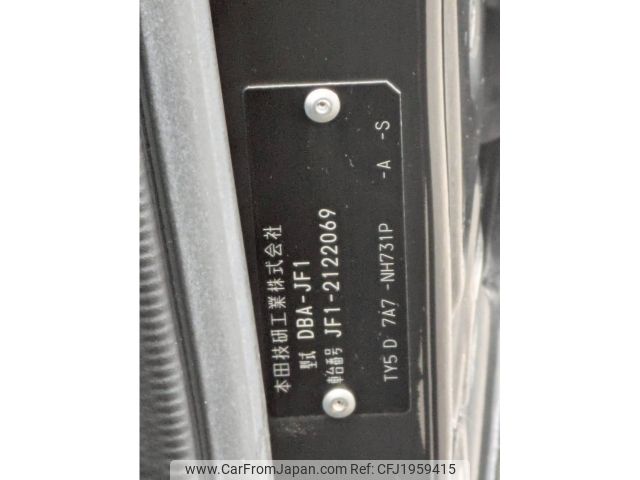 本田技研工業株式会社
型式 DBA-JF1
車台番号 JF1-2122069
TY5 D 7A7 -NH731P -A -S
www.CarFromJapan.com - CFJ1959415